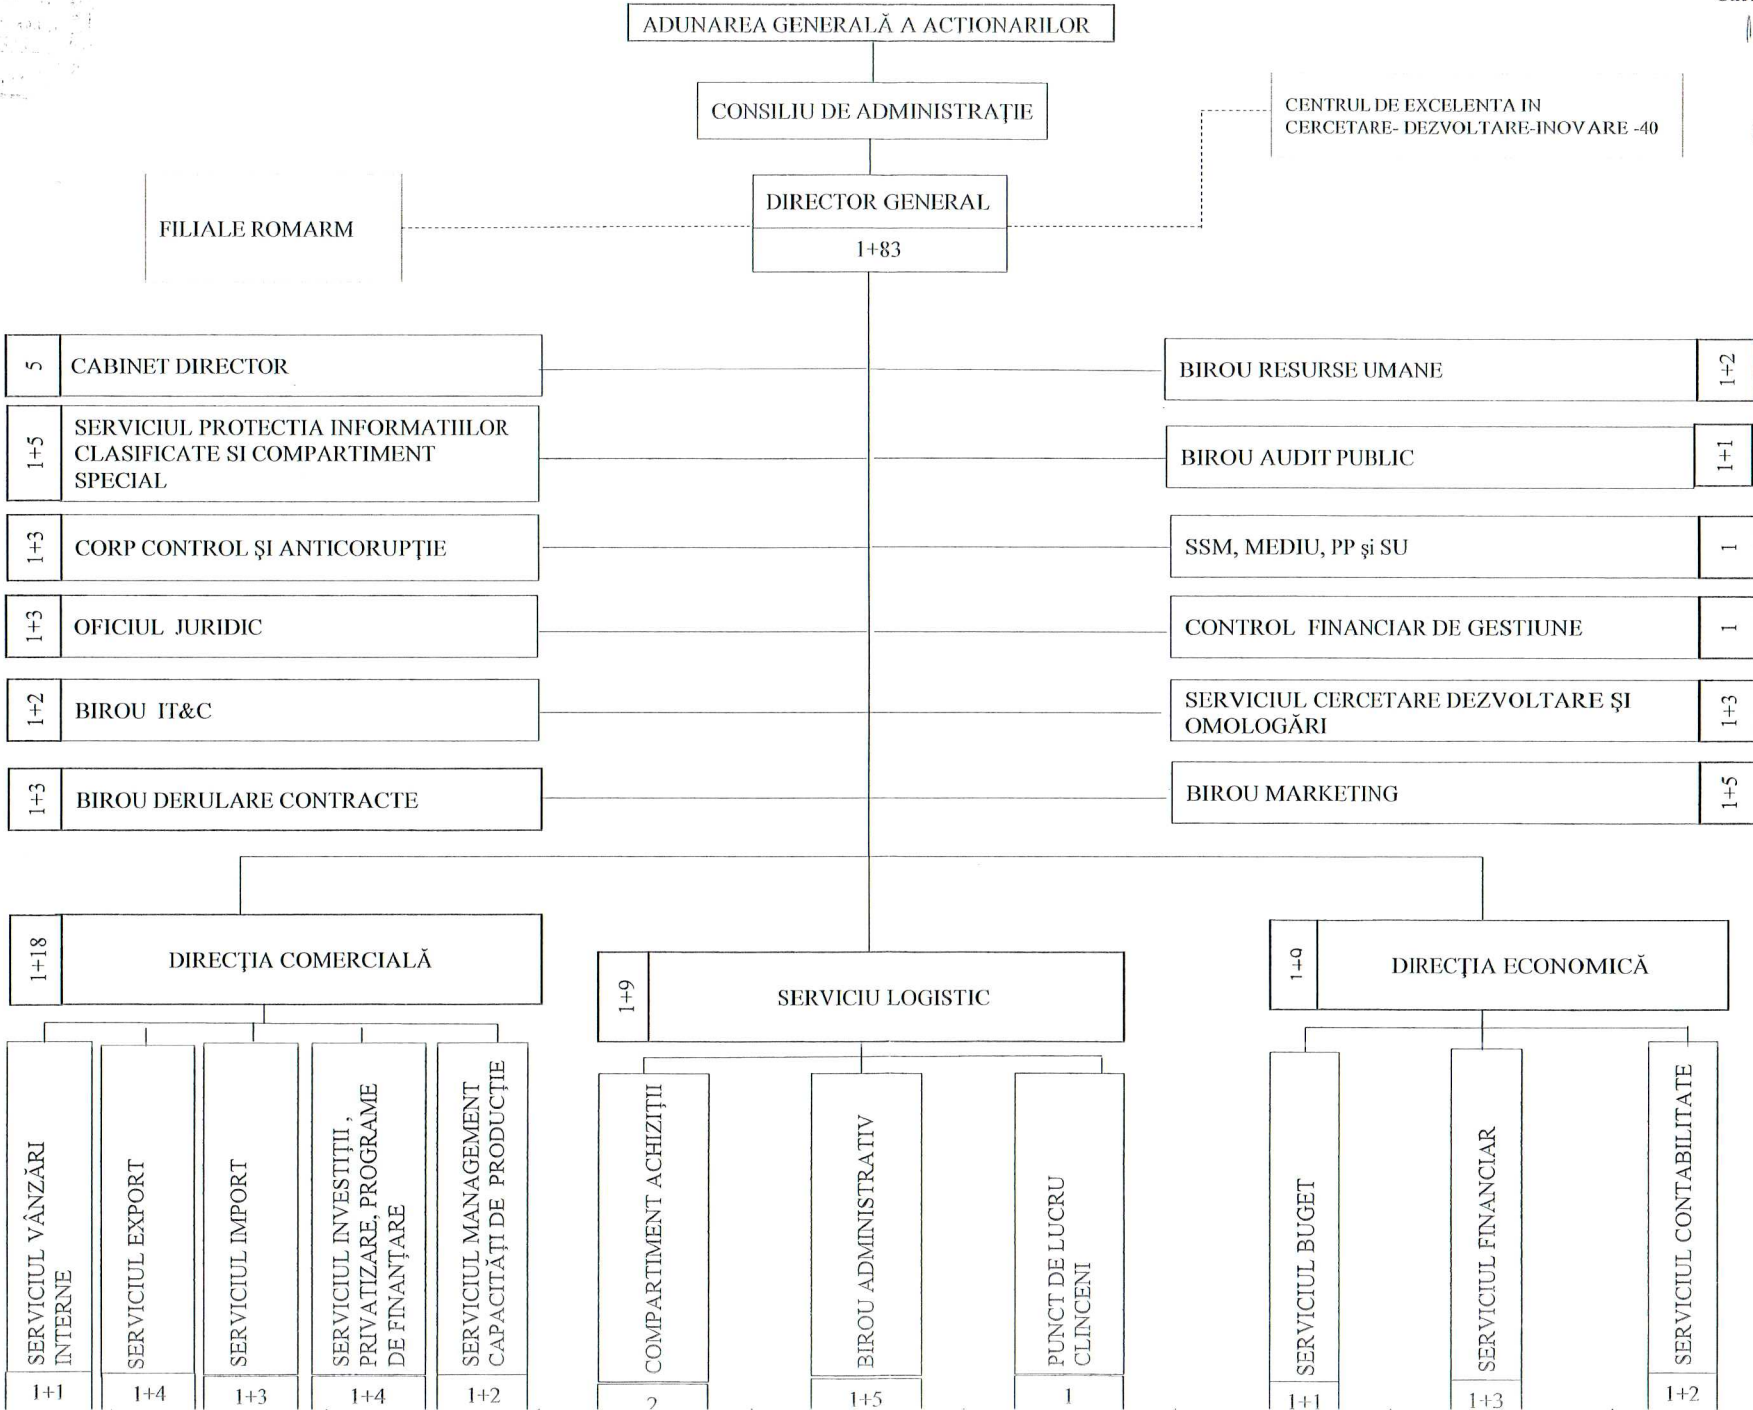 ADUNAREA GENERALĂ A ACTIONARILOR
CONSILIU DE ADMINISTRAŢIE
CENTRUL DE EXCELENTA IN
CERCETARE- DEZVOLTARE-INOVARE -40
DIRECTOR GENERAL
1+83
FILIALE ROMARM
5
CABINET DIRECTOR
BIROU RESURSE UMANE
1+2
1+5
SERVICIUL PROTECTIA INFORMATIILOR
CLASIFICATE SI COMPARTIMENT
SPECIAL
BIROU AUDIT PUBLIC
1+1
1+3
CORP CONTROL ŞI ANTICORUPŢIE
SSM, MEDIU, PP şi SU
1
1+3
OFICIUL JURIDIC
CONTROL FINANCIAR DE GESTIUNE
1
1+2
BIROU IT&C
SERVICIUL CERCETARE DEZVOLTARE ŞI
OMOLOGĂRI
1+3
1+3
BIROU DERULARE CONTRACTE
BIROU MARKETING
1+5
1+18
DIRECŢIA COMERCIALĂ
1+9
SERVICIU LOGISTIC
1+9
DIRECŢIA ECONOMICĂ
SERVICIUL VÂNZĂRI
INTERNE
1+1
SERVICIUL EXPORT
1+4
SERVICIUL IMPORT
1+3
SERVICIUL INVESTIŢII ,
PRIVATIZARE, PROGRAME
DE FINANŢARE
1+4
SERVICIUL MANAGEMENT
CAPACITĂŢI DE PRODUCŢIE
1+2
COMPARTIMENT ACHIZIŢII
2
BIROU ADMINISTRATIV
1+5
PUNCT DE LUCRU
CLINCENI
1
SERVICIUL BUGET
1+1
SERVICIUL FINANCIAR
1+3
SERVICIUL CONTABILITATE
1+2